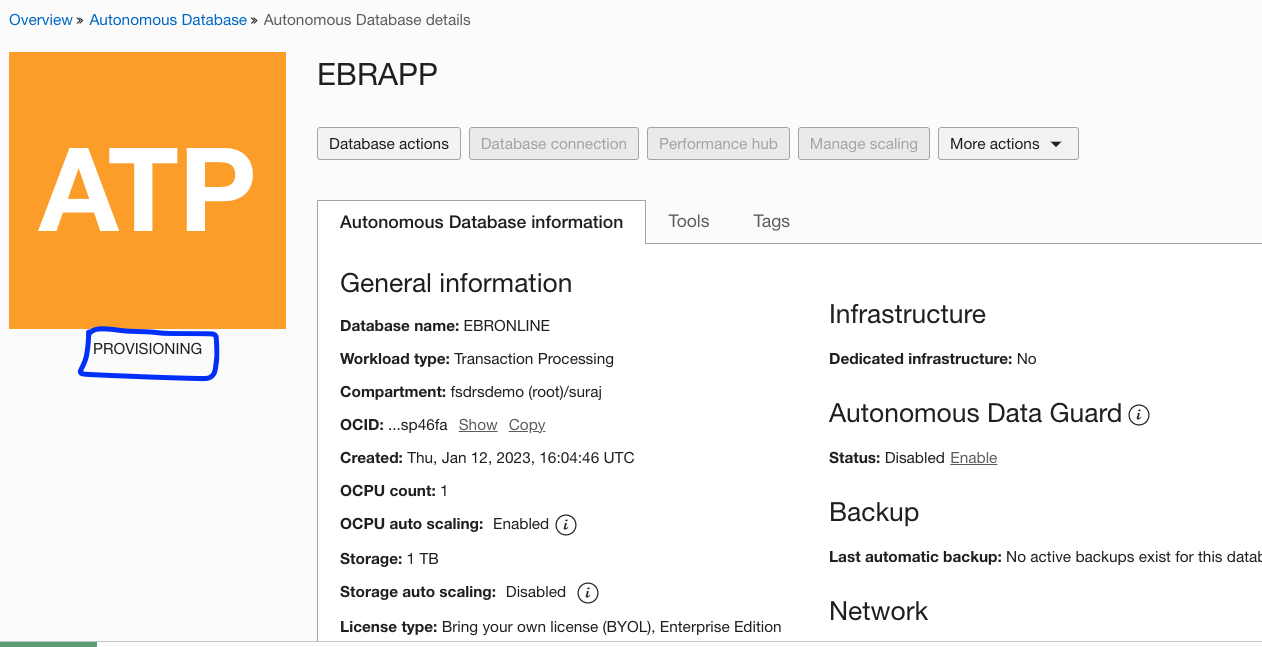 Overview » Autonomous Database » Autonomous Database details
ATP
PROVISIONING
EBRAPP
Database actions
Database connection
Performance hub
Manage scaling
More actions
Autonomous Database information
Tools
Tags
General information
Database name: EBRONLINE
Workload type: Transaction Processing
Compartment: fsdrsdemo (root)/suraj
OCID: ...sp46fa Show Copy
Created: Thu, Jan 12, 2023, 16:04:46 UTC
OCPU count: 1
OCPU auto scaling: Enabled i
Storage: 1 TB
Storage auto scaling: Disabled i
License type: Bring your own license (BYOL), Enterprise Edition
Infrastructure
Dedicated infrastructure: No
Autonomous Data Guard i
Status: Disabled Enable
Backup
Last automatic backup: No active backups exist for this
Network